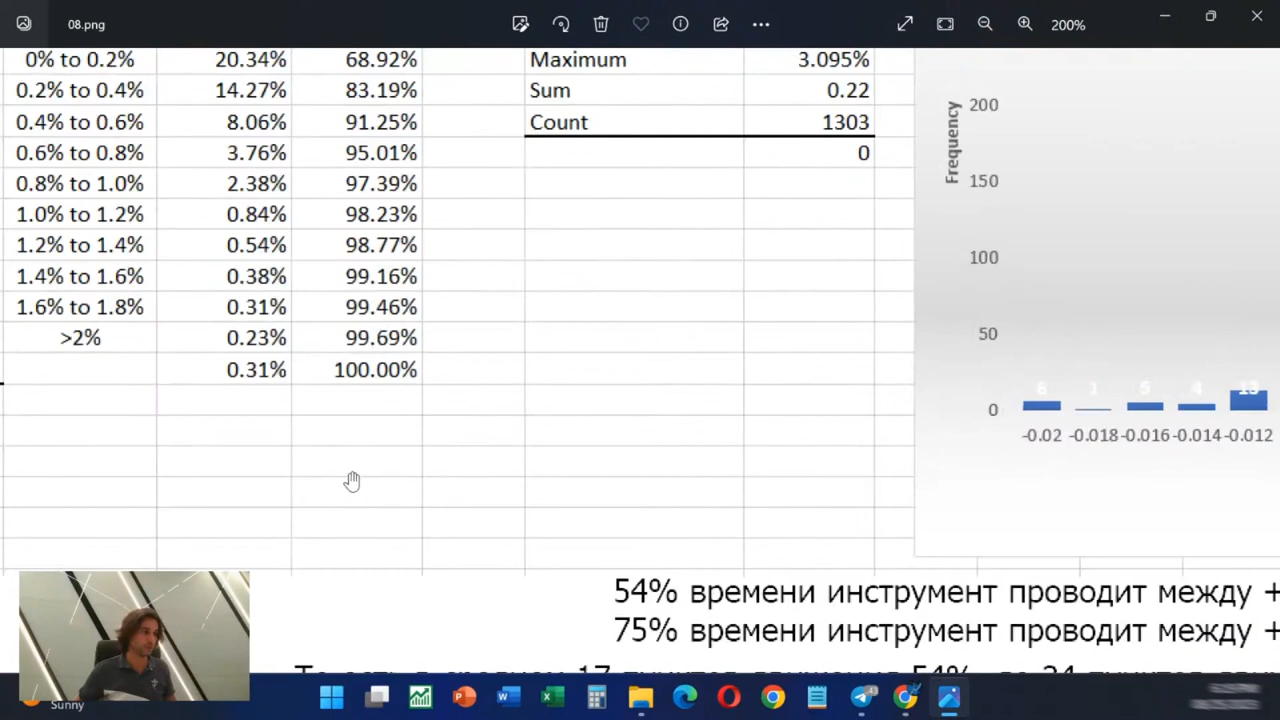 08.png
200%
0% to 0.2% 20.34% 68.92% Maximum 3.095%
0.2% to 0.4% 14.27% 83.19% Sum 0.22
0.4% to 0.6% 8.06% 91.25% Count 1303
0.6% to 0.8% 3.76% 95.01% 0
0.8% to 1.0% 2.38% 97.39%
1.0% to 1.2% 0.84% 98.23%
1.2% to 1.4% 0.54% 98.77%
1.4% to 1.6% 0.38% 99.16%
1.6% to 1.8% 0.31% 99.46%
>2% 0.23% 99.69%
0.31% 100.00%
Frequency
200
150
100
50
0
6 1 5 4 13
-0.02 -0.018 -0.016 -0.014 -0.012
54% времени инструмент проводит между +
75% времени инструмент проводит между +
Sunny